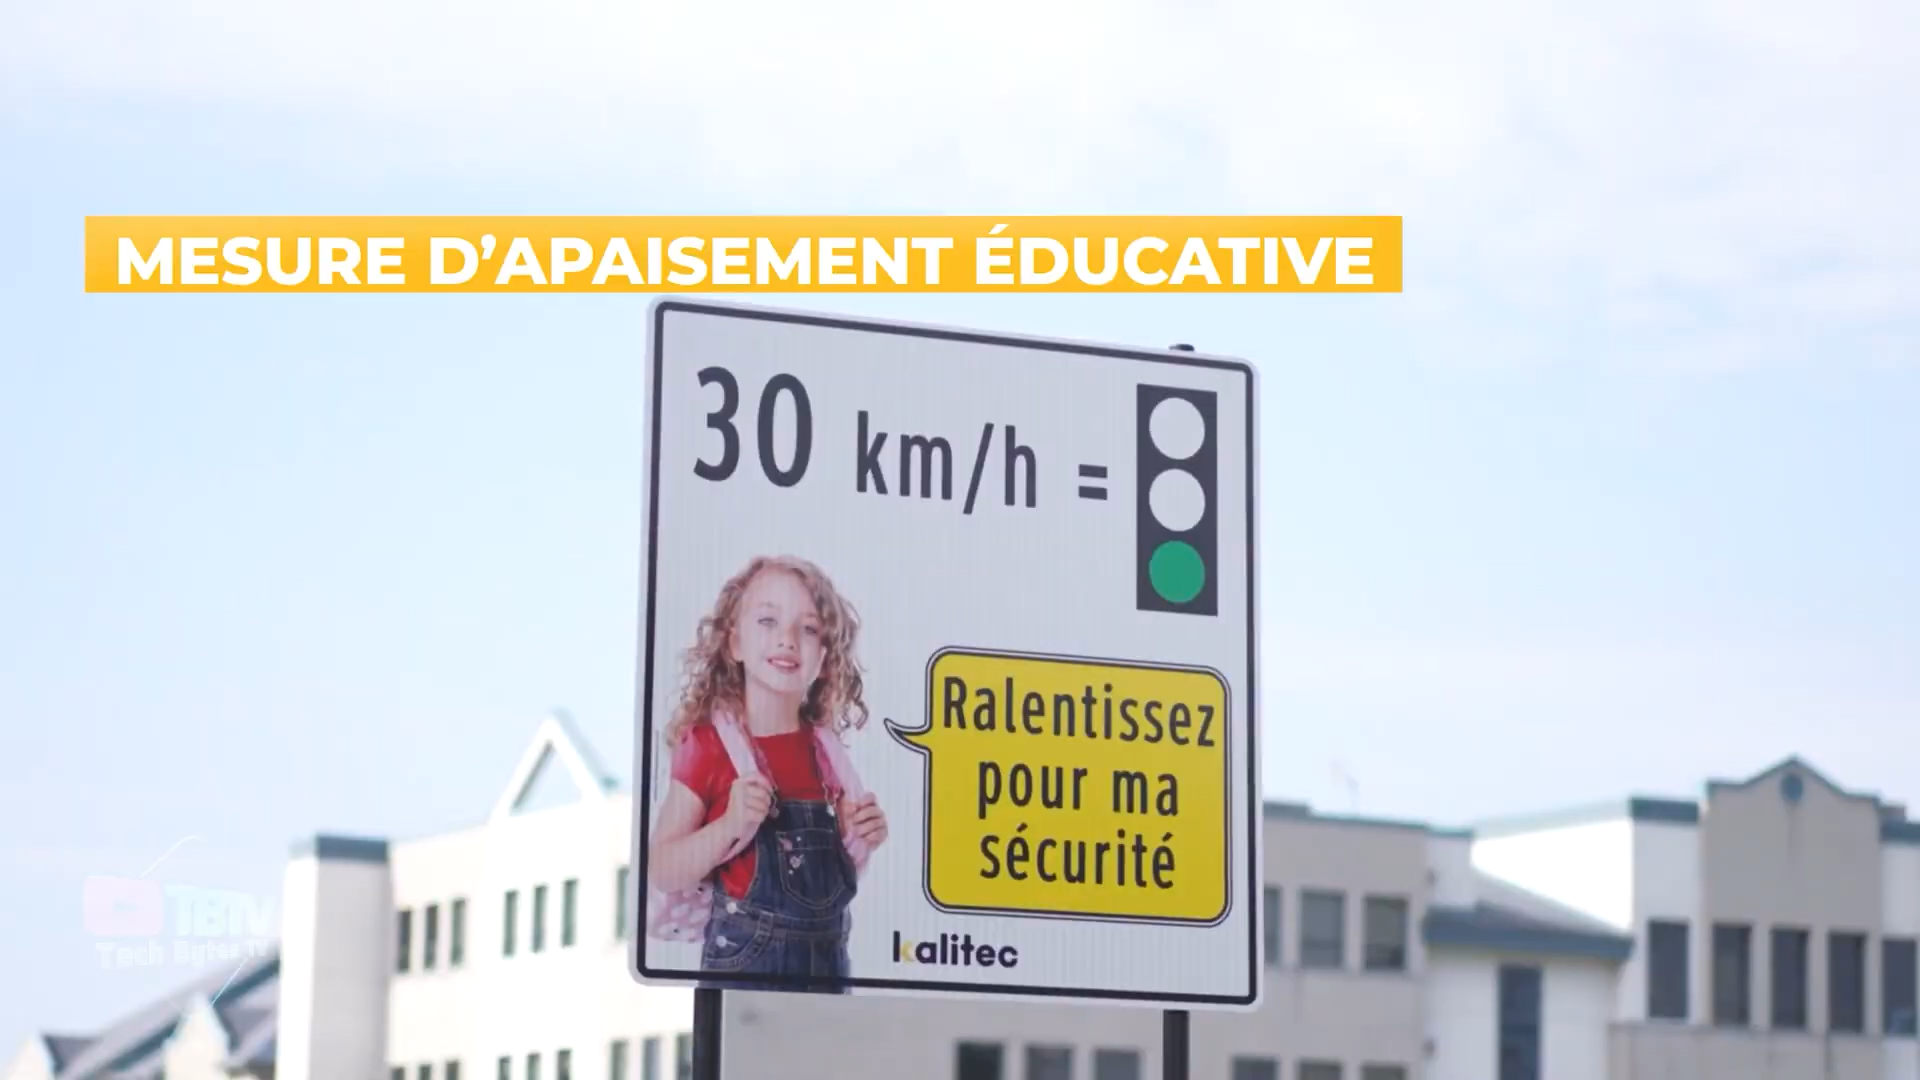 MESURE D’APAISEMENT ÉDUCATIVE
30 km/h =
Ralentissez
pour ma
sécurité
kalitec
TBTV
Tech Bytes TV